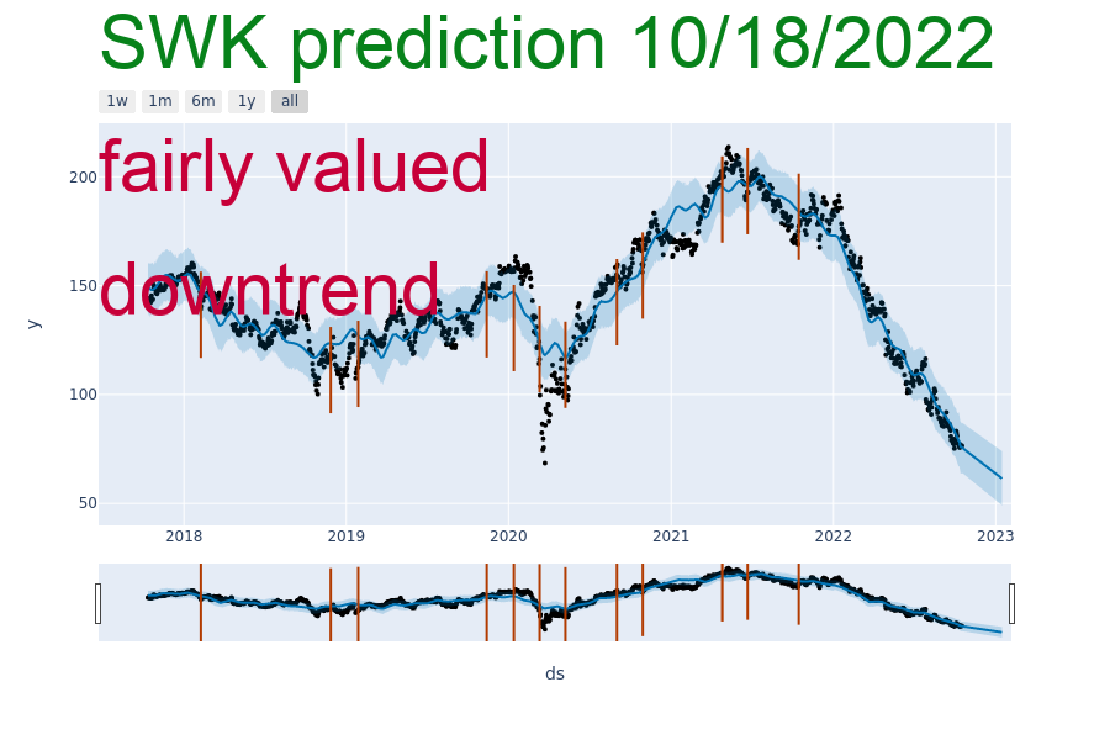 SWK prediction 10/18/2022
1w 1m 6m 1y all
fairly valued
downtrend
200
150
100
50
y
2018 2019 2020 2021 2022 2023
ds